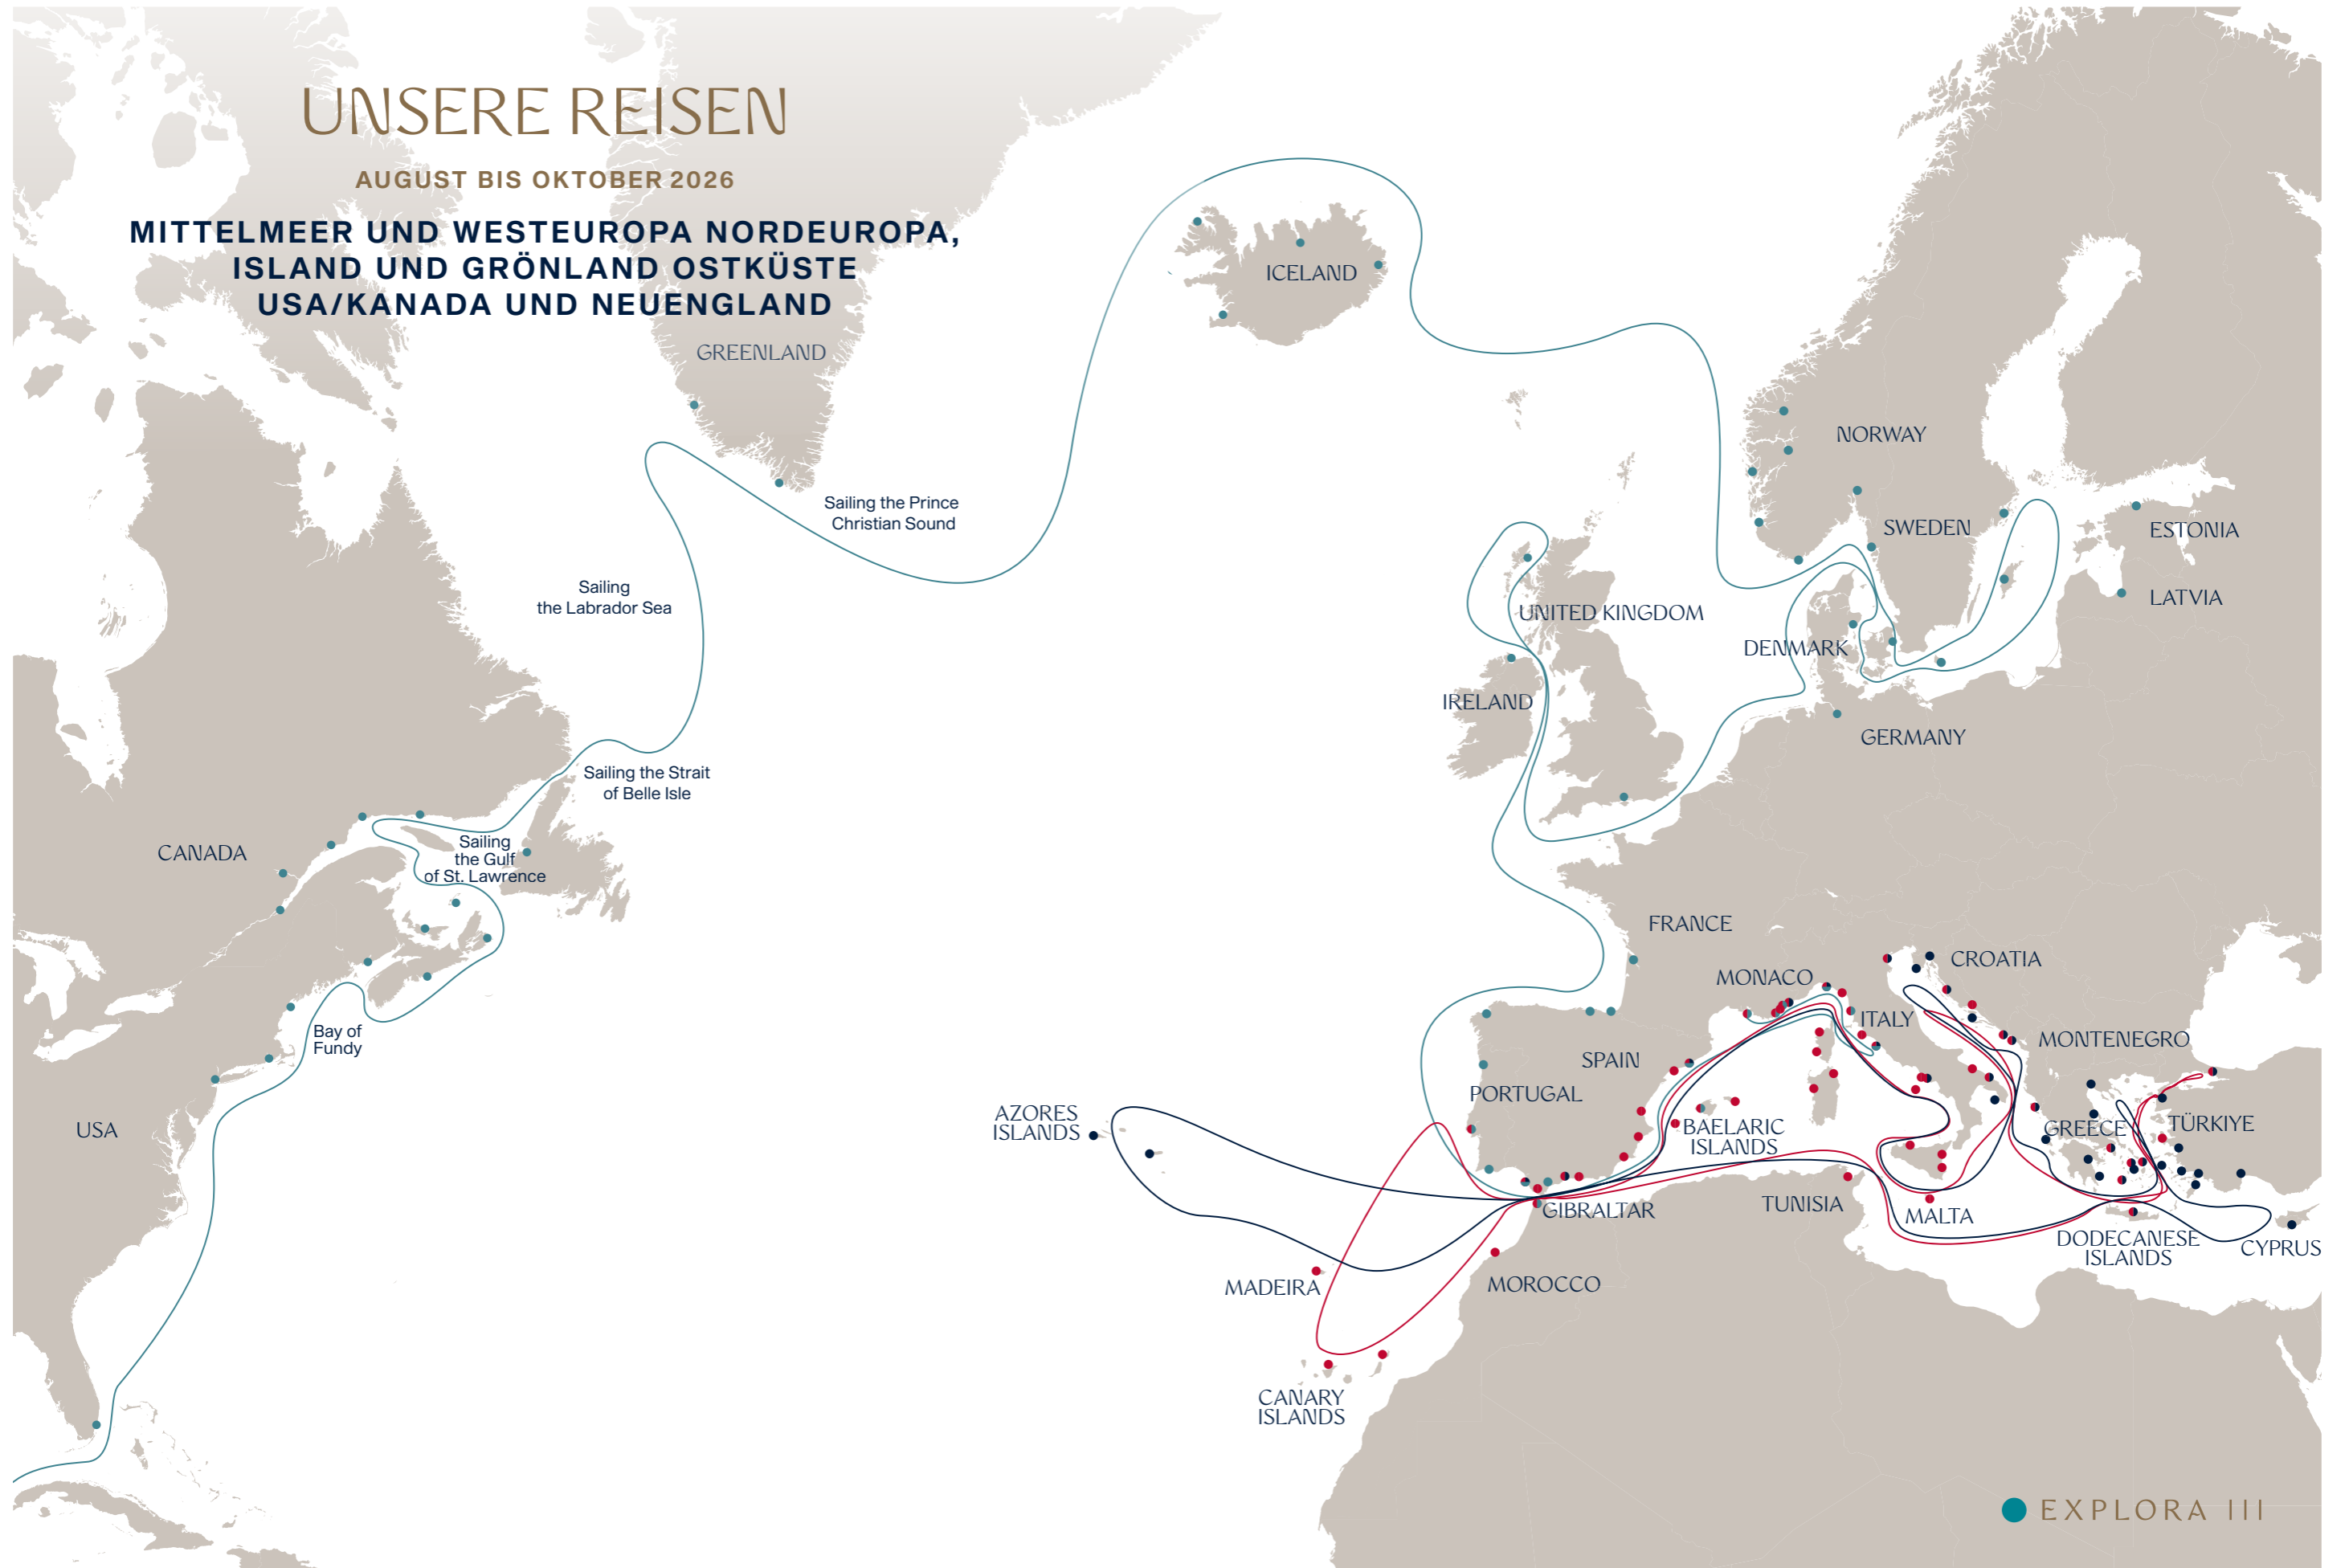 UNSERE REISEN
AUGUST BIS OKTOBER 2026
MITTELMEER UND WESTEUROPA NORDEUROPA,
ISLAND UND GRÖNLAND OSTKÜSTE
USA/KANADA UND NEUENGLAND
GREENLAND
ICELAND
NORWAY
Sailing the Prince
Christian Sound
SWEDEN
ESTONIA
Sailing
the Labrador Sea
LATVIA
UNITED KINGDOM
DENMARK
IRELAND
GERMANY
Sailing the Strait
of Belle Isle
CANADA
Sailing
the Gulf
of St. Lawrence
FRANCE
CROATIA
MONACO
ITALY
Bay of
Fundy
MONTENEGRO
SPAIN
PORTUGAL
AZORES
ISLANDS
USA
BAELARIC
ISLANDS
GREECE
TÜRKIYE
GIBRALTAR
TUNISIA
MALTA
DODECANESE
ISLANDS
CYPRUS
MADEIRA
MOROCCO
CANARY
ISLANDS
EXPLORA III